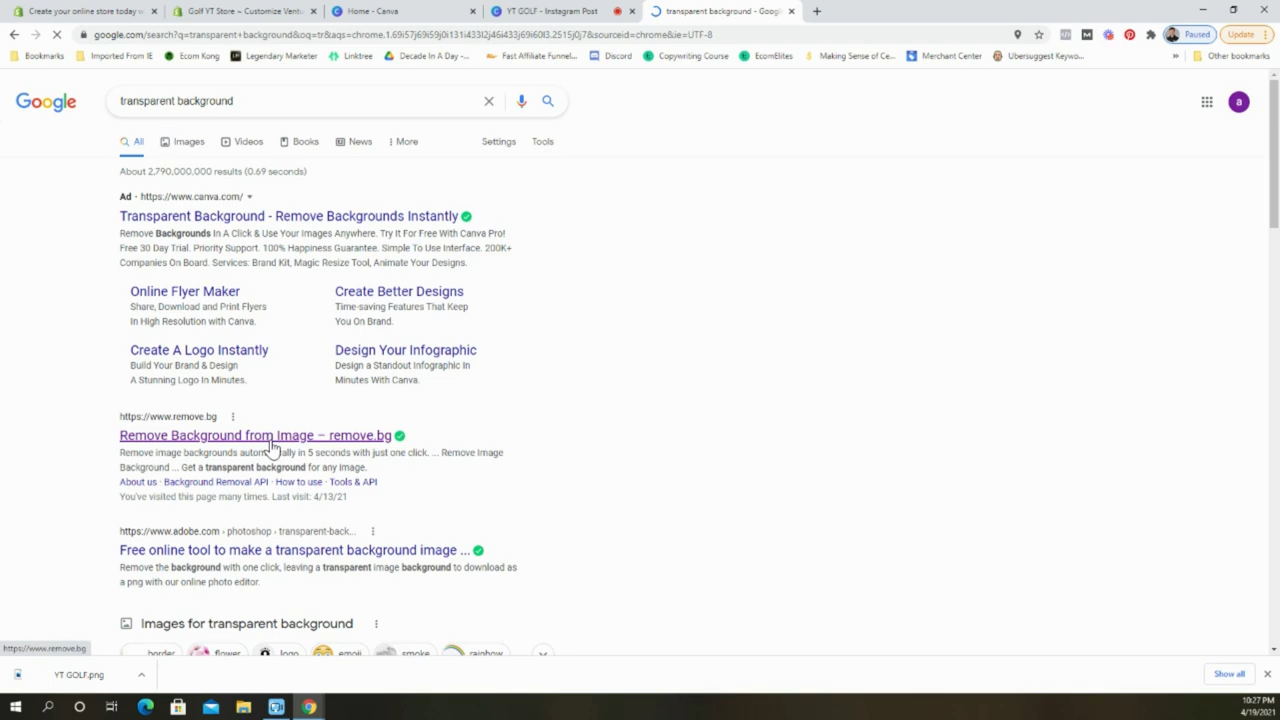 Create your online store today w
Golf YT Store ~ Customize Ventu
Home - Canva
YT GOLF - Instagram Post
transparent background - Googl
google.com/search?q=transparent+background&oq=tr&aqs=chrome.1.69i57j69i59j0i131i433l2j46i433j69i60l3.2515j0j7&sourceid=chrome&ie=UTF-8
Paused
Update
Bookmarks
Imported From IE
Ecom Kong
Legendary Marketer
Linktree
Decade In A Day -...
Fast Affiliate Funnel...
Discord
Copywriting Course
EcomElites
Making Sense of Ce...
Merchant Center
Ubersuggest Keywo...
»
Other bookmarks
Google
transparent background
a
All
Images
Videos
Books
News
More
Settings
Tools
About 2,790,000,000 results (0.69 seconds)
Ad · https://www.canva.com/
Transparent Background - Remove Backgrounds Instantly
Remove Backgrounds In A Click & Use Your Images Anywhere. Try It For Free With Canva Pro!
Free 30 Day Trial. Priority Support. 100% Happiness Guarantee. Simple To Use Interface. 200K+
Companies On Board. Services: Brand Kit, Magic Resize Tool, Animate Your Designs.
Online Flyer Maker
Share, Download and Print Flyers
In High Resolution with Canva.
Create Better Designs
Time-saving Features That Keep
You On Brand.
Create A Logo Instantly
Build Your Brand & Design
A Stunning Logo In Minutes.
Design Your Infographic
Design a Standout Infographic In
Minutes With Canva.
https://www.remove.bg
Remove Background from Image – remove.bg
Remove image backgrounds automatically in 5 seconds with just one click. ... Remove Image
Background ... Get a transparent background for any image.
About us · Background Removal API · How to use · Tools & API
You've visited this page many times. Last visit: 4/13/21
https://www.adobe.com › photoshop › transparent-back...
Free online tool to make a transparent background image ...
Remove the background with one click, leaving a transparent image background to download as
a png with our online photo editor.
Images for transparent background
border
flower
logo
emoji
smoke
rainbow
https://www.remove.bg
YT GOLF.png
Show all
10:27 PM
4/19/2021